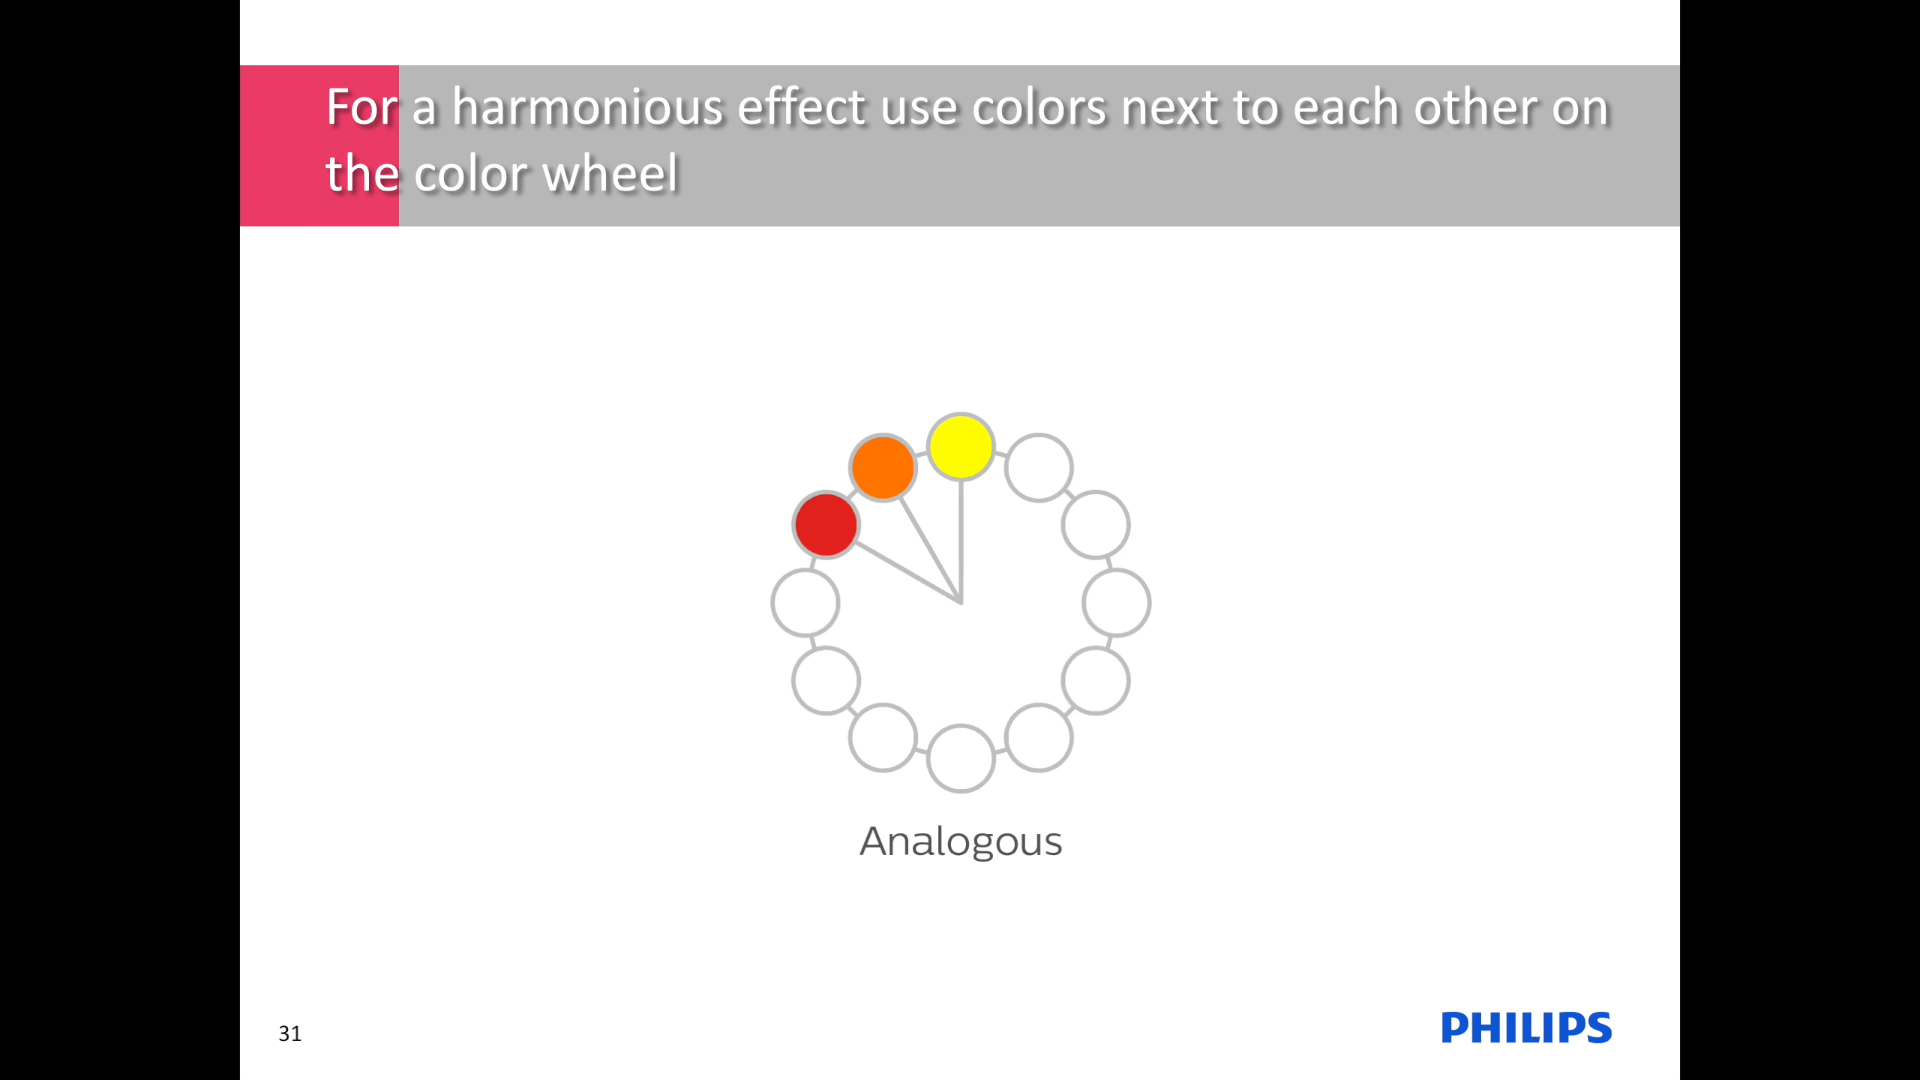 For a harmonious effect use colors next to each other on
the color wheel
Analogous
31
PHILIPS